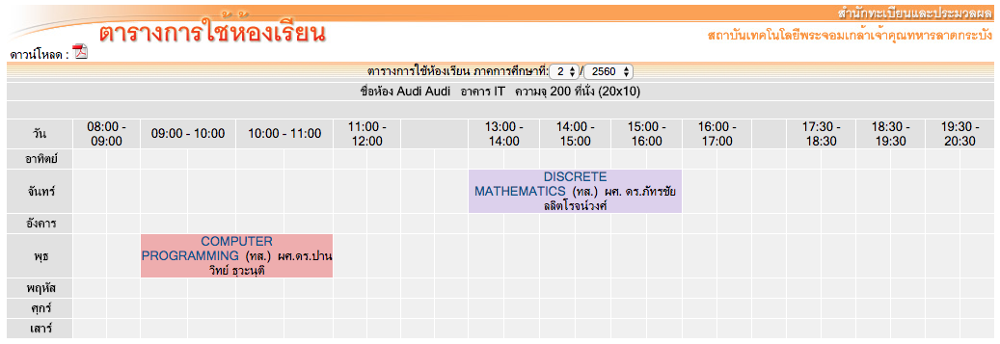 สำนักทะเบียนและประมวลผล
ตารางการใช้ห้องเรียน
สถาบันเทคโนโลยีพระจอมเกล้าเจ้าคุณทหารลาดกระบัง
ดาวน์โหลด :
ตารางการใช้ห้องเรียน ภาคการศึกษาที่: 2 / 2560
ชื่อห้อง Audi Audi อาคาร IT ความจุ 200 ที่นั่ง (20x10)
วัน 08:00 - 09:00 09:00 - 10:00 10:00 - 11:00 11:00 - 12:00 13:00 - 14:00 14:00 - 15:00 15:00 - 16:00 16:00 - 17:00 17:30 - 18:30 18:30 - 19:30 19:30 - 20:30
อาทิตย์
จันทร์
DISCRETE
MATHEMATICS (ทส.) ผศ. ดร.ภัทรชัย
ลลิตโรจน์วงศ์
อังคาร
พุธ
COMPUTER
PROGRAMMING (ทส.) ผศ.ดร.ปาน
วิทย์ ธุวะนุติ
พฤหัส
ศุกร์
เสาร์